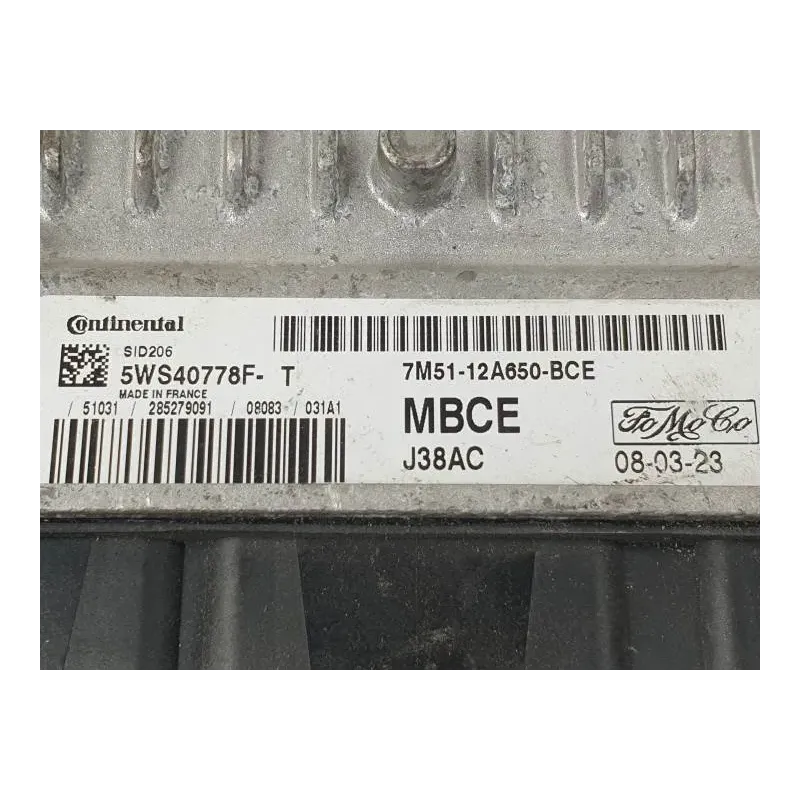 Continental
SID206
5WS40778F- T
MADE IN FRANCE
/ 51031 / 285279091 / 08083 / 031A1
7M51-12A650-BCE
MBCE
FoMoCo
J38AC
08-03-23